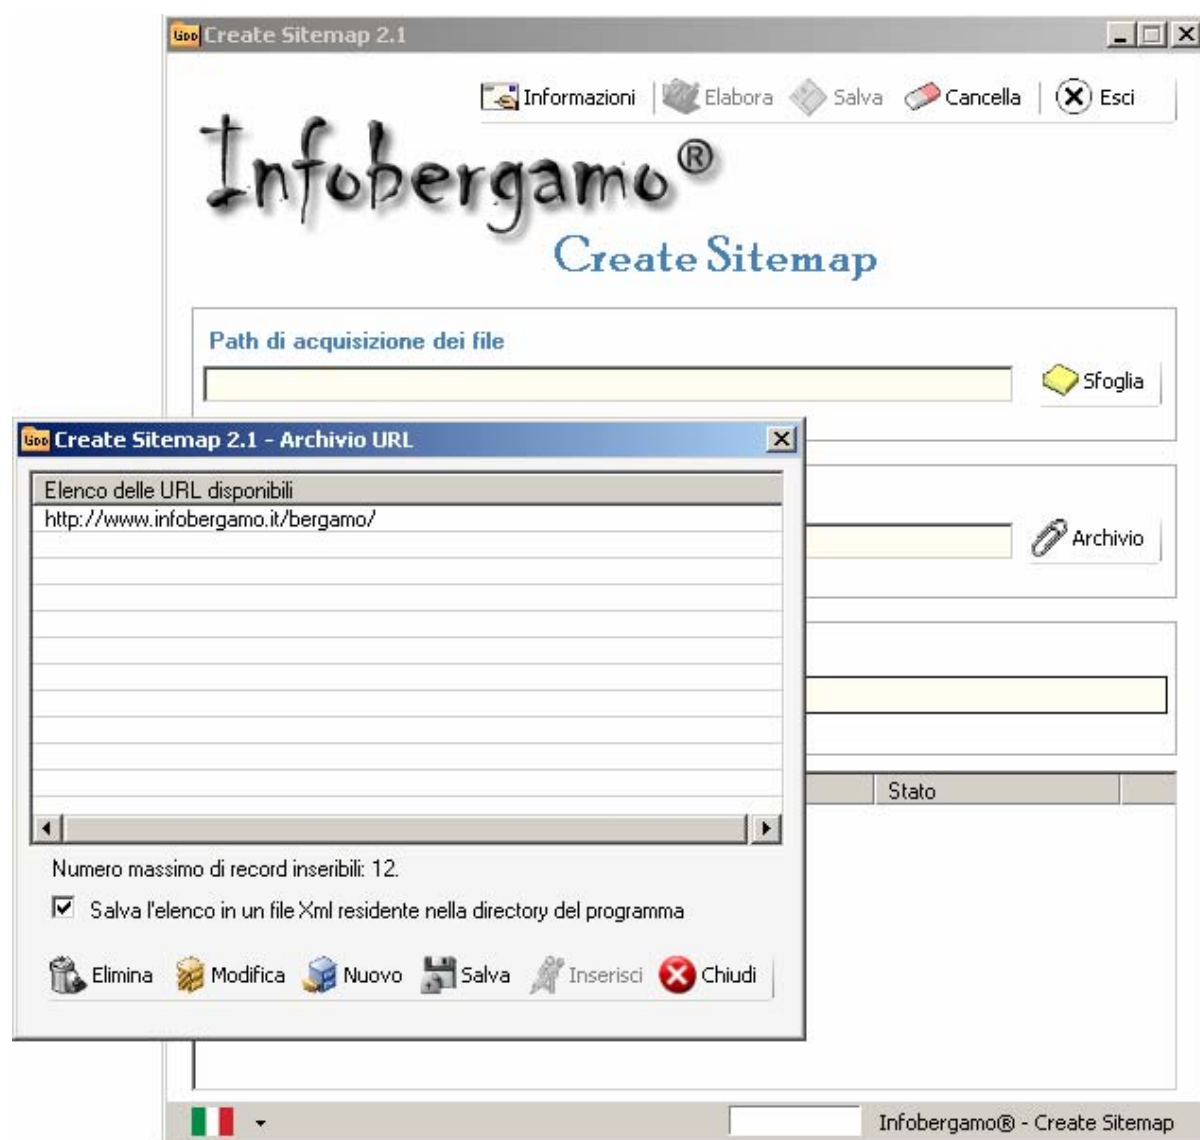 Create Sitemap 2.1
Informazioni Elabora Salva Cancella Esci
Infobergamo®
Create Sitemap
Path di acquisizione dei file
Sfoglia
Create Sitemap 2.1 - Archivio URL
Elenco delle URL disponibili
http://www.infobergamo.it/bergamo/
Archivio
Stato
Numero massimo di record inseribili: 12.
Salva l'elenco in un file Xml residente nella directory del programma
Elimina Modifica Nuovo Salva Inserisci Chiudi
Infobergamo® - Create Sitemap